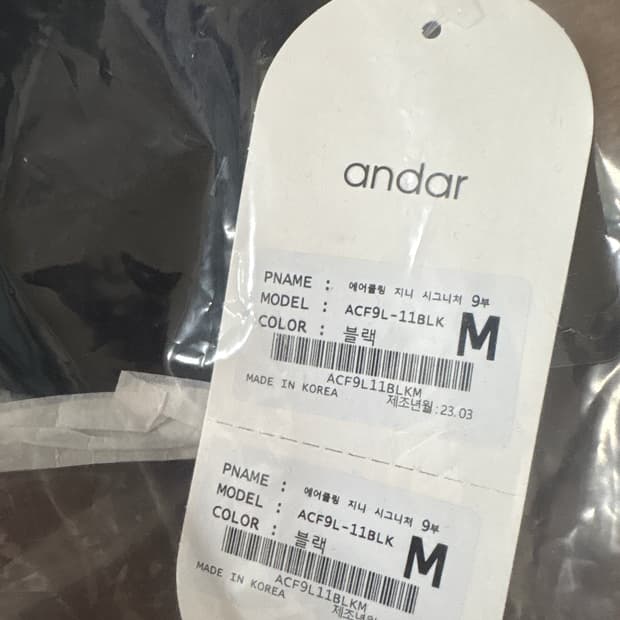 andar
PNAME : 에어쿨링 지니 시그니처 9부
MODEL : ACF9L-11BLK
COLOR : 블랙 M
ACF9L11BLKM
MADE IN KOREA 제조년월:23.03
PNAME : 에어쿨링 지니 시그니처 9부
MODEL : ACF9L-11BLK
COLOR : 블랙 M
ACF9L11BLKM
MADE IN KOREA